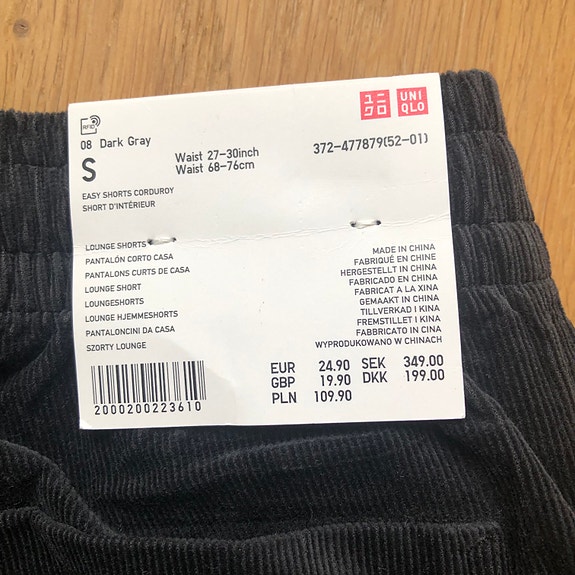 RFID
ユニ
クロ
UNI
QLO
08 Dark Gray
S
Waist 27-30inch
Waist 68-76cm
372-477879(52-01)
EASY SHORTS CORDUROY
SHORT D'INTÉRIEUR
LOUNGE SHORTS
PANTALÓN CORTO CASA
PANTALONS CURTS DE CASA
LOUNGE SHORT
LOUNGESHORTS
LOUNGE HJEMMESHORTS
PANTALONCINI DA CASA
SZORTY LOUNGE
MADE IN CHINA
FABRIQUÉ EN CHINE
HERGESTELLT IN CHINA
FABRICADO EN CHINA
FABRICAT A LA XINA
GEMAAKT IN CHINA
TILLVERKAD I KINA
FREMSTILLET I KINA
FABBRICATO IN CINA
WYPRODUKOWANO W CHINACH
EUR 24.90 SEK 349.00
GBP 19.90 DKK 199.00
PLN 109.90
2000200223610